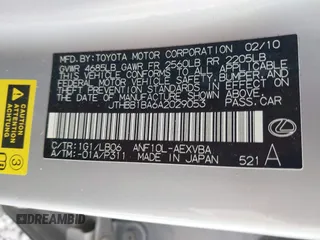 MFD.BY:TOYOTA MOTOR CORPORATION 02/10
GVWR 4685LB GAWR FR 2560LB RR 2205LB
THIS VEHICLE CONFORMS TO ALL APPLICABLE
FEDERAL MOTOR VEHICLE SAFETY, BUMPER, AND
THEFT PREVENTION STANDARDS IN EFFECT ON
THE DATE OF MANUFACTURE SHOWN ABOVE.
JTHBB1BA6A2029053
PASS.CAR
C/TR:1G1/LB06 ANF10L-AEXVBA
A/TM:-01A/P311 MADE IN JAPAN 521 A
DREAMBID